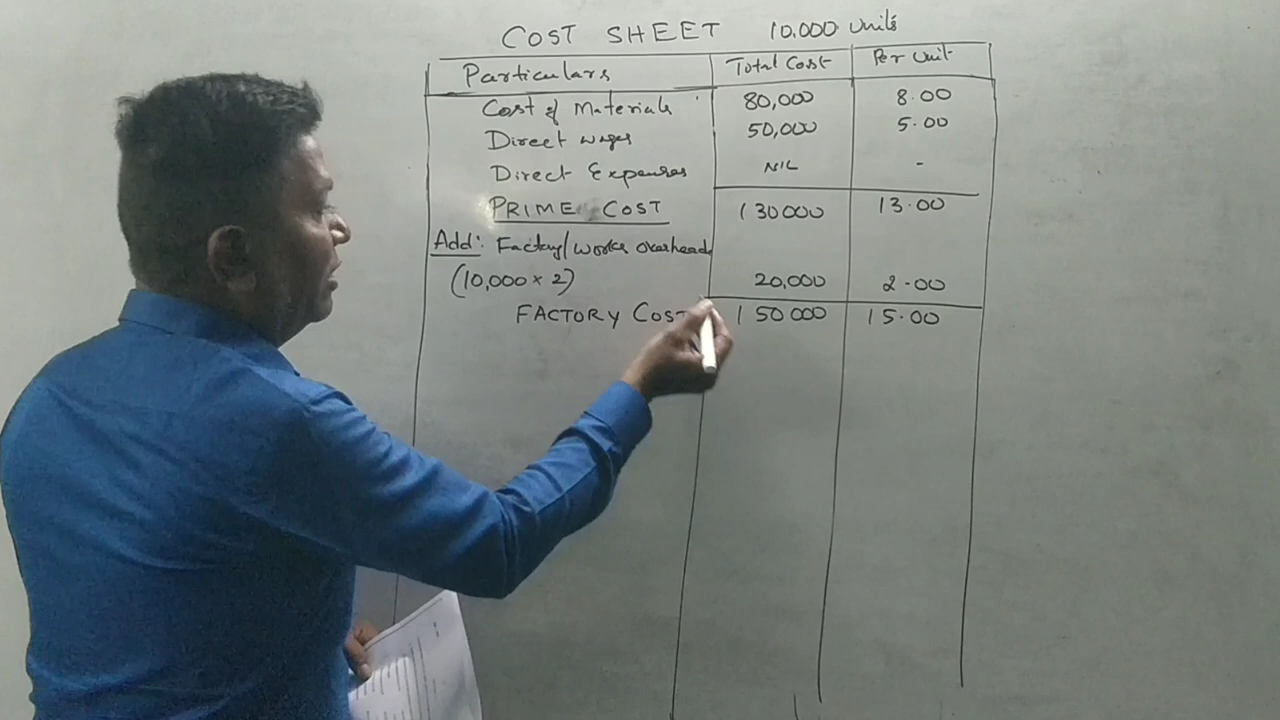 COST SHEET 10,000 Units
Particulars Total Cost Per Unit
Cost of Materials 80,000 8.00
Direct wages 50,000 5.00
Direct Expenses NIL -
PRIME COST 130000 13.00
Add: Factory/works overheads
(10,000 × 2) 20,000 2.00
FACTORY COST 150000 15.00